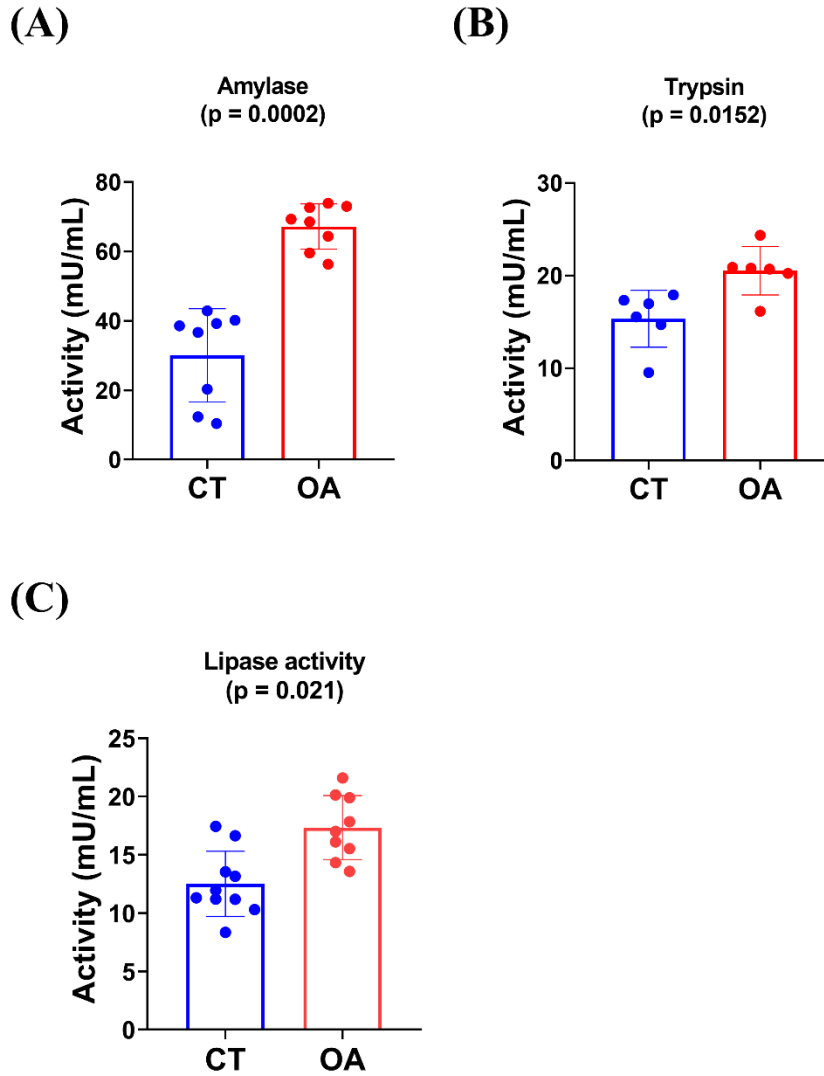 (A)
Amylase
(p = 0.0002)
Activity (mU/mL)
80
60
40
20
0
CT
OA
(B)
Trypsin
(p = 0.0152)
Activity (mU/mL)
30
20
10
0
CT
OA
(C)
Lipase activity
(p = 0.021)
Activity (mU/mL)
25
20
15
10
5
0
CT
OA